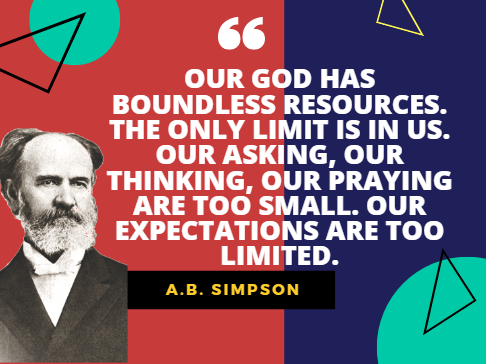 “
OUR GOD HAS
BOUNDLESS RESOURCES.
THE ONLY LIMIT IS IN US.
OUR ASKING, OUR
THINKING, OUR PRAYING
ARE TOO SMALL. OUR
EXPECTATIONS ARE TOO
LIMITED.
A.B. SIMPSON